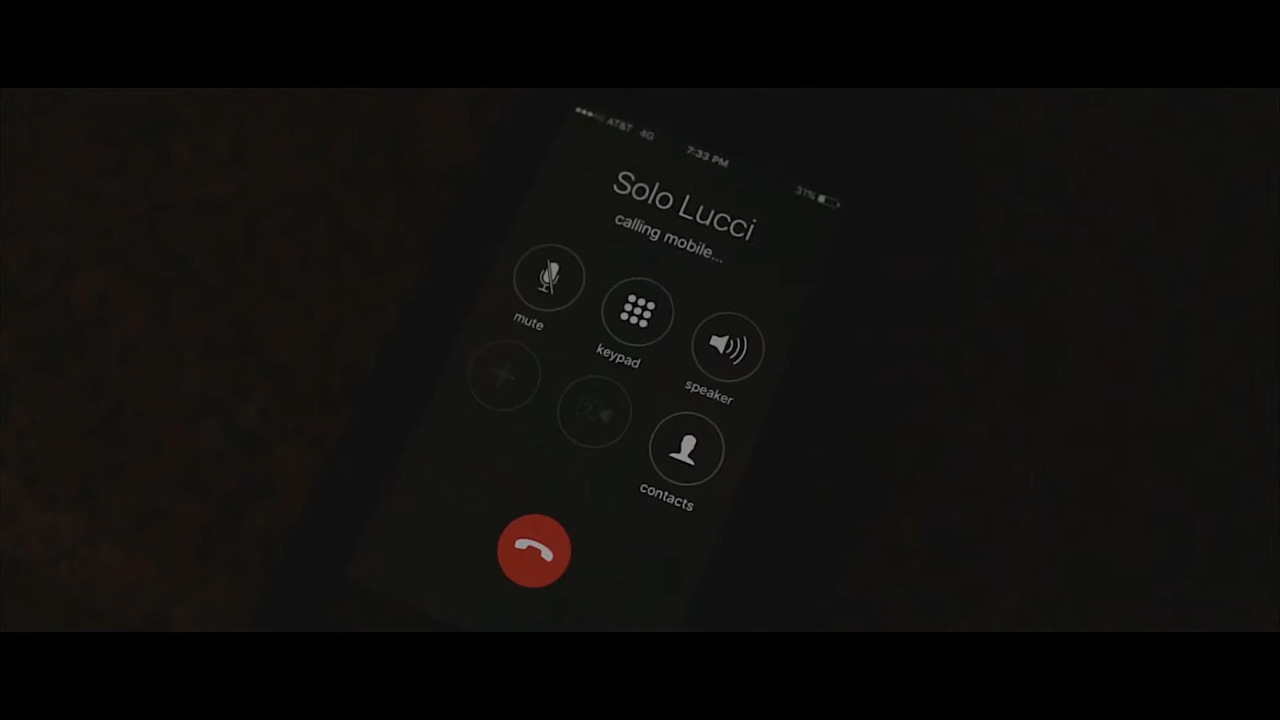 AT&T 4G
7:33 PM
31%
Solo Lucci
calling mobile...
mute
keypad
speaker
contacts